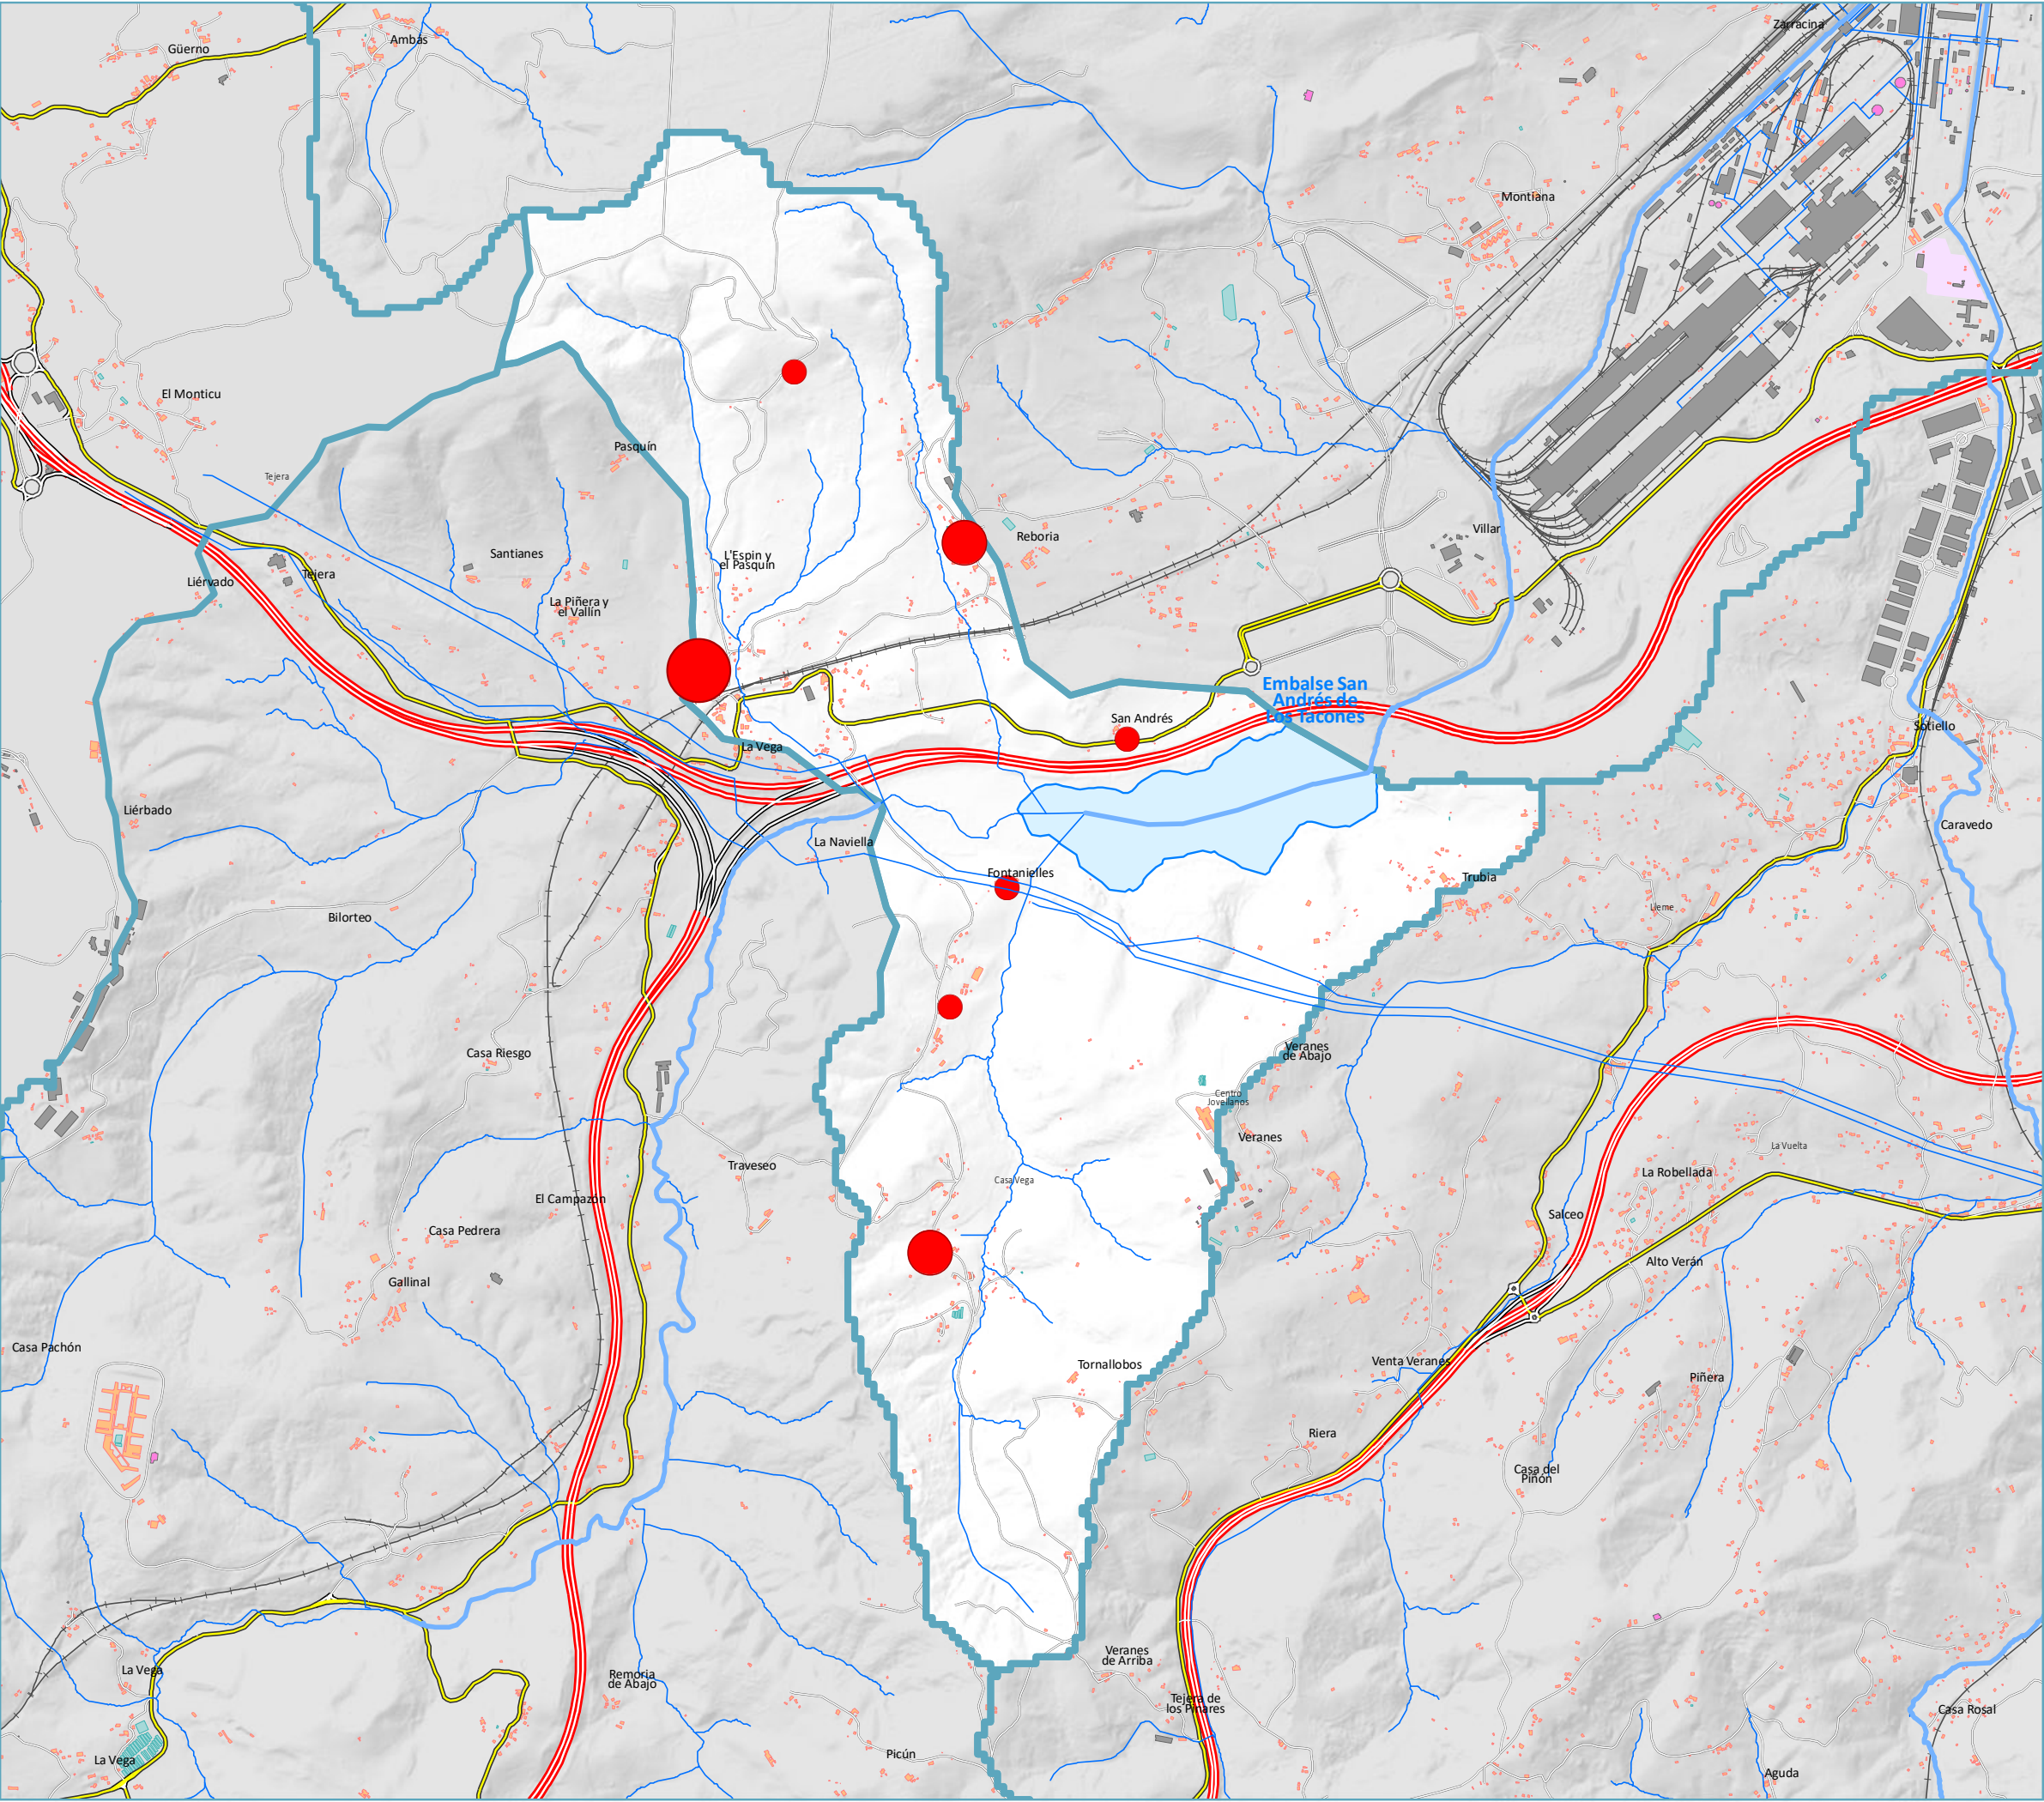 Zarracina
Ambás
Güerno
Montiana
El Monticu
Pasquín
Tejera
Villar
Reboria
Santianes
L'Espin y
el Pasquín
Tejera
Liérvado
La Piñera y
el Vallín
Embalse San
Andrés de
Los Tacones
San Andrés
Sotiello
La Vega
Liérbado
Caravedo
La Naviella
Fontanielles
Trubia
Lleme
Bilorteo
Casa Riesgo
Veranes
de Abajo
Centro
Jovellanos
Veranes
La Vuelta
Traveseo
La Robellada
Casa Vega
El Campazón
Salceo
Casa Pedrera
Alto Verán
Gallinal
Casa Pachón
Venta Veranes
Tornallobos
Piñera
Riera
Casa del
Piñón
Veranes
de Arriba
La Vega
Remoria
de Abajo
Tejera de
los Pinares
Casa Rosal
Picún
La Vega
Aguda